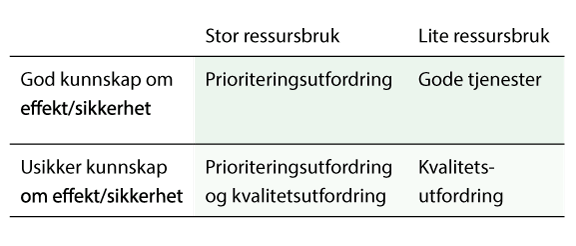 Stor ressursbruk Lite ressursbruk
God kunnskap om Prioriteringsutfordring Gode tjenester
effekt/sikkerhet
Usikker kunnskap Prioriteringsutfordring Kvalitets-
om effekt/sikkerhet og kvalitetsutfordring utfordring